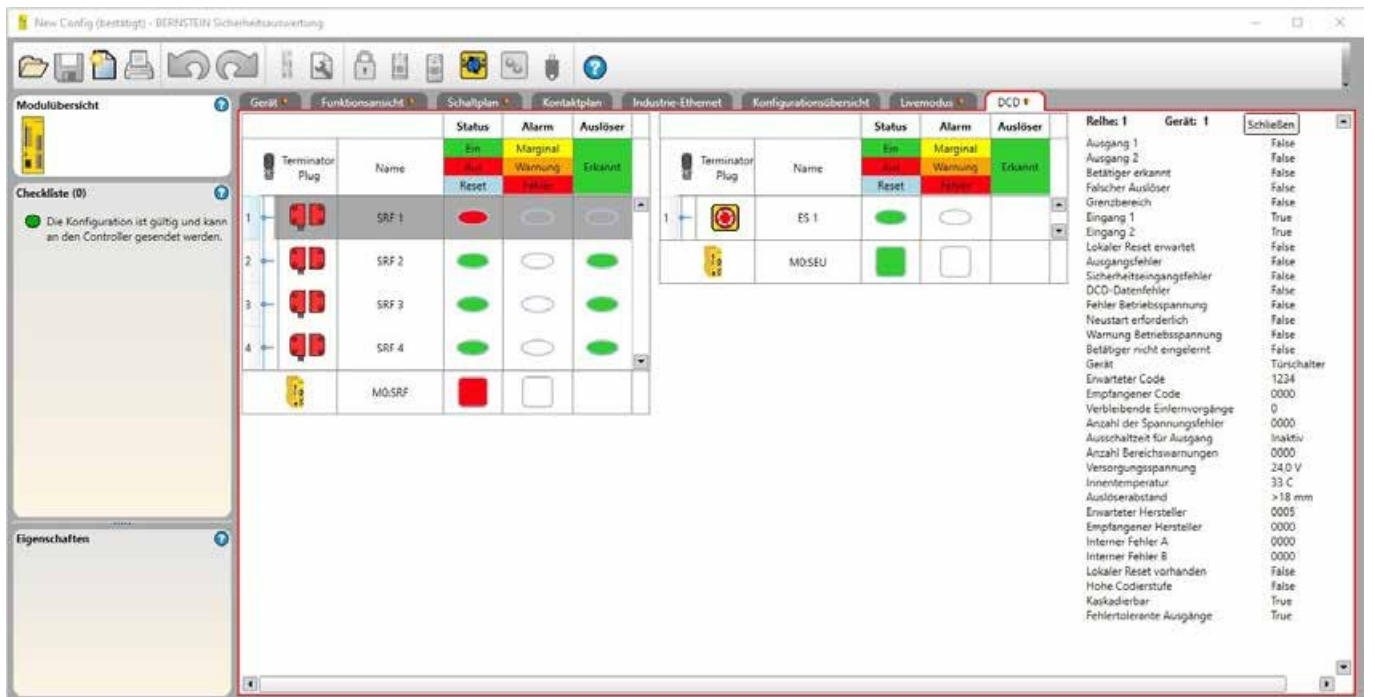 New Config (bestätigt) - BERNSTEIN Sicherheitsauswertung
Modulübersicht
Checkliste (0)
Die Konfiguration ist gültig und kann
an den Controller gesendet werden.
Eigenschaften
Gerät Funktionsansicht Schaltplan Kontaktplan Industrie-Ethernet Konfigurationsübersicht Livemodus DCD
Status Alarm Auslöser
Terminator Plug Name
Ein Marginal
Aus Warnung Erkannt
Reset Fehler
1 SRF 1
2 SRF 2
3 SRF 3
4 SRF 4
M0:SRF
Status Alarm Auslöser
Terminator Plug Name
Ein Marginal
Aus Warnung Erkannt
Reset Fehler
1 ES 1
M0:SEU
Reihe: 1 Gerät: 1 Schließen
Ausgang 1 False
Ausgang 2 False
Betätiger erkannt False
Falscher Auslöser False
Grenzbereich False
Eingang 1 True
Eingang 2 True
Lokaler Reset erwartet False
Ausgangsfehler False
Sicherheitseingangsfehler False
DCD-Datenfehler False
Fehler Betriebsspannung False
Neustart erforderlich False
Warnung Betriebsspannung False
Betätiger nicht eingelernt False
Gerät Türschalter
Erwarteter Code 1234
Empfangener Code 0000
Verbleibende Einlernvorgänge 0
Anzahl der Spannungsfehler 0000
Ausschaltzeit für Ausgang Inaktiv
Anzahl Bereichswarnungen 0000
Versorgungsspannung 24,0 V
Innentemperatur 33 C
Auslöserabstand >18 mm
Erwarteter Hersteller 0005
Empfangener Hersteller 0000
Interner Fehler A 0000
Interner Fehler B 0000
Lokaler Reset vorhanden False
Hohe Codierstufe False
Kaskadierbar True
Fehlertolerante Ausgänge True